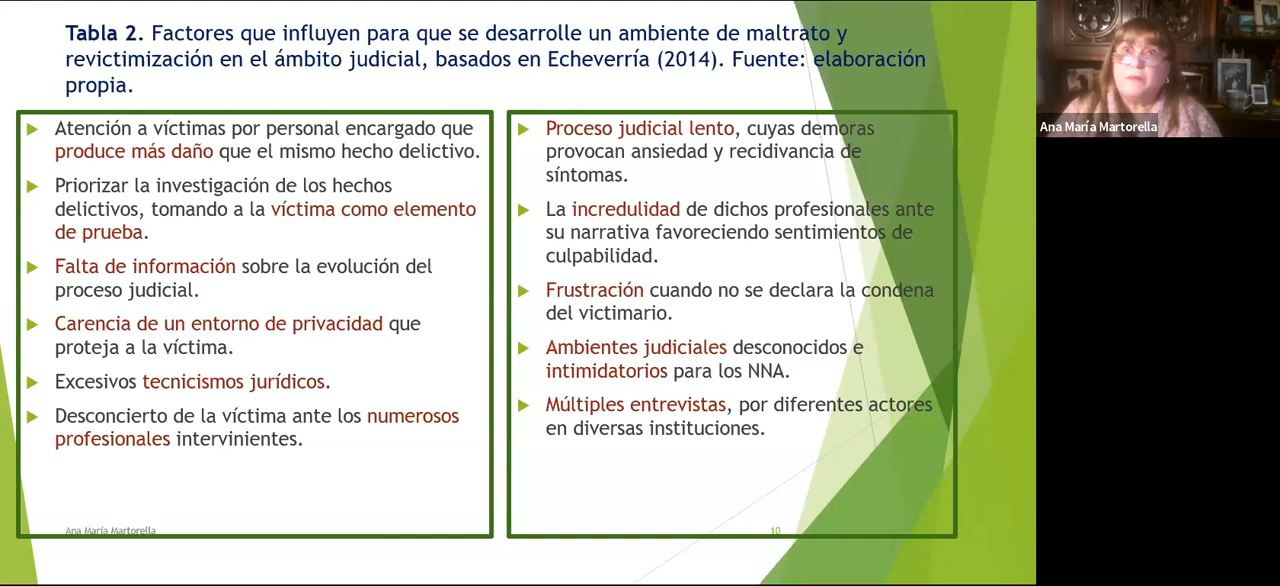 Tabla 2. Factores que influyen para que se desarrolle un ambiente de maltrato y
revictimización en el ámbito judicial, basados en Echeverría (2014). Fuente: elaboración
propia.
Atención a víctimas por personal encargado que
produce más daño que el mismo hecho delictivo.
Priorizar la investigación de los hechos
delictivos, tomando a la víctima como elemento
de prueba.
Falta de información sobre la evolución del
proceso judicial.
Carencia de un entorno de privacidad que
proteja a la víctima.
Excesivos tecnicismos jurídicos.
Desconcierto de la víctima ante los numerosos
profesionales intervinientes.
Proceso judicial lento, cuyas demoras
provocan ansiedad y recidivancia de
síntomas.
La incredulidad de dichos profesionales ante
su narrativa favoreciendo sentimientos de
culpabilidad.
Frustración cuando no se declara la condena
del victimario.
Ambientes judiciales desconocidos e
intimidatorios para los NNA.
Múltiples entrevistas, por diferentes actores
en diversas instituciones.
Ana María Martorella
10
Ana María Martorella